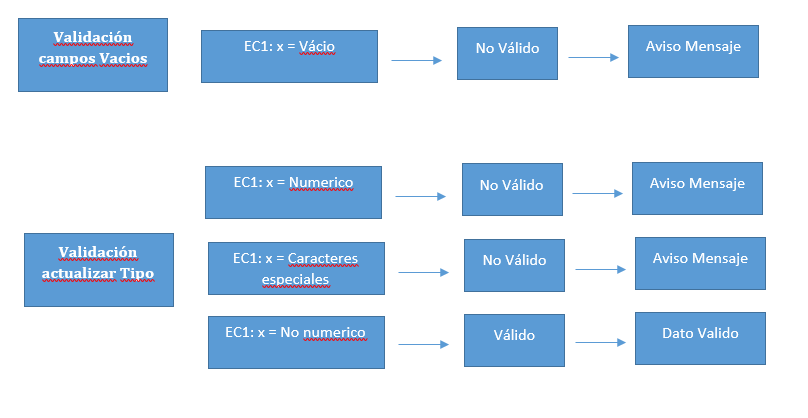 Validación
campos Vacios
EC1: x = Vácio
No Válido
Aviso Mensaje
EC1: x = Numerico
No Válido
Aviso Mensaje
Validación
actualizar Tipo
EC1: x = Caracteres
especiales
No Válido
Aviso Mensaje
EC1: x = No numerico
Válido
Dato Valido